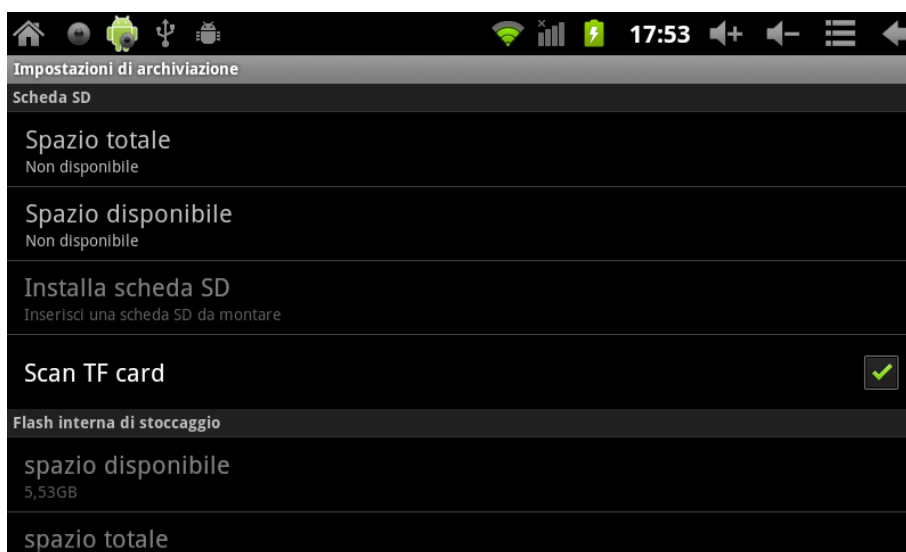 17:53
Impostazioni di archiviazione
Scheda SD
Spazio totale
Non disponibile
Spazio disponibile
Non disponibile
Installa scheda SD
Inserisci una scheda SD da montare
Scan TF card
Flash interna di stoccaggio
spazio disponibile
5,53GB
spazio totale